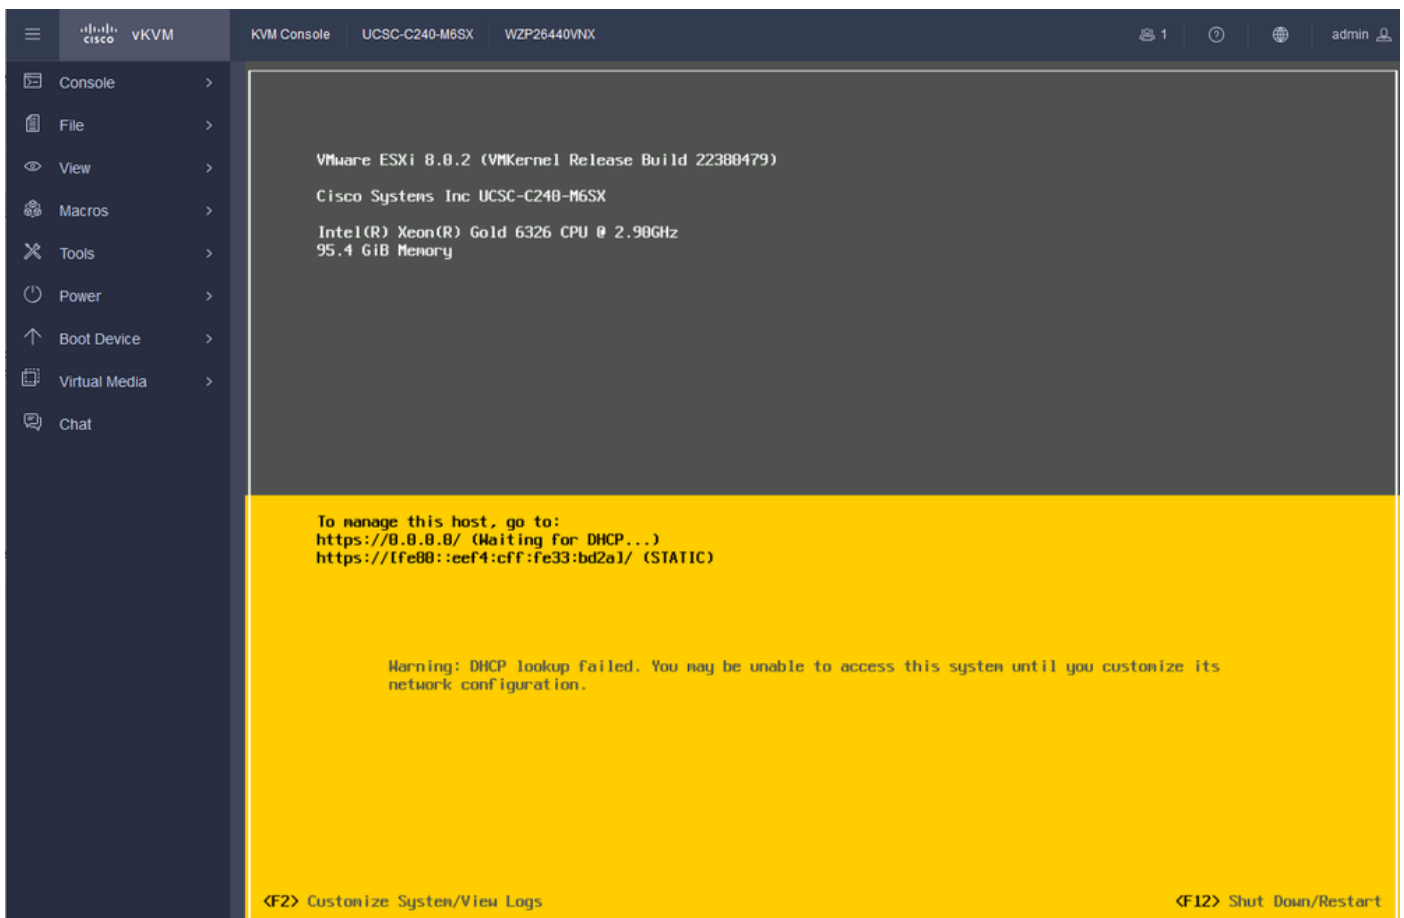 cisco vKVM
KVM Console UCSC-C240-M6SX WZP26440VNX 1 admin
Console
File
View
Macros
Tools
Power
Boot Device
Virtual Media
Chat
VMware ESXi 8.0.2 (VMKernel Release Build 22380479)
Cisco Systems Inc UCSC-C240-M6SX
Intel(R) Xeon(R) Gold 6326 CPU @ 2.90GHz
95.4 GiB Memory
To manage this host, go to:
https://0.0.0.0/ (Waiting for DHCP...)
https://[fe80::eef4:cff:fe33:bd2a]/ (STATIC)
Warning: DHCP lookup failed. You may be unable to access this system until you customize its
network configuration.
<F2> Customize System/View Logs <F12> Shut Down/Restart